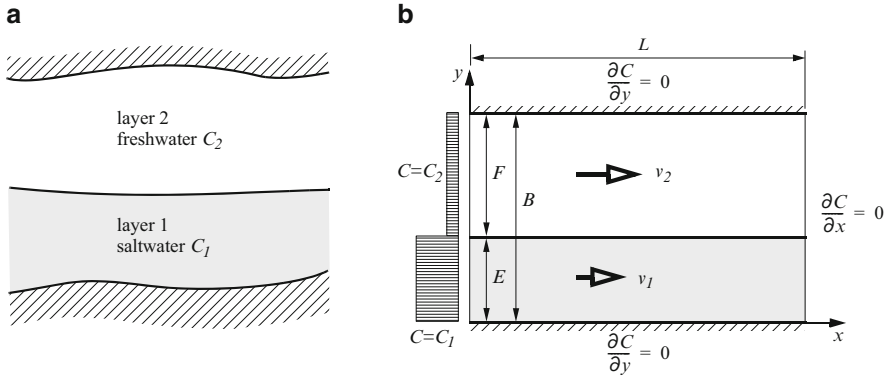 a
layer 2
freshwater C₂
layer 1
saltwater C₁
b
L
y
∂C/∂y = 0
C=C₂
F
B
v₂
∂C/∂x = 0
E
v₁
C=C₁
x
∂C/∂y = 0